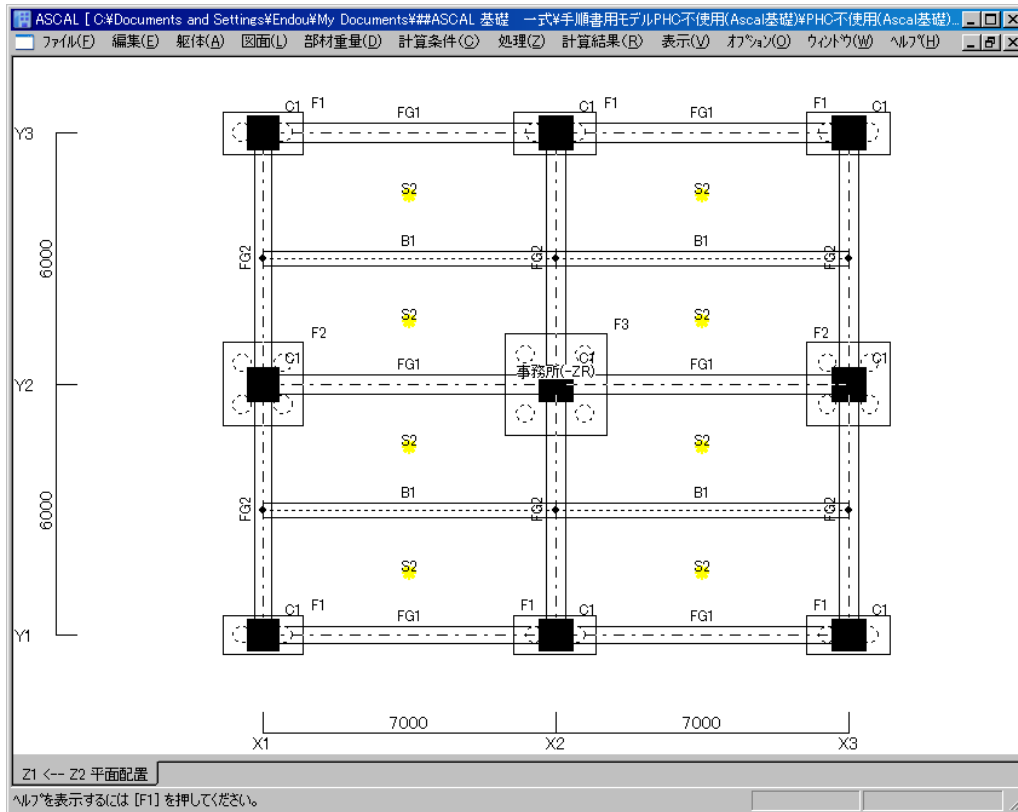 ASCAL [ C:¥Documents and Settings¥Endou¥My Documents¥##ASCAL 基礎　一式¥手順書用モデルPHC不使用(Ascal基礎)¥PHC不使用(Ascal基礎)...
ファイル(F) 編集(E) 躯体(A) 図面(L) 部材重量(D) 計算条件(C) 処理(Z) 計算結果(R) 表示(V) オプション(O) ウィンドウ(W) ヘルプ(H)
C1 F1 C1 F1 F1 C1
FG1 FG1
Y3
S2 S2
B1 B1
6000 FG2 FG2 FG2
S2 S2
F2 F3 F2
C1 C1 C1
FG1 FG1
事務所(-ZR)
Y2
S2 S2
B1 B1
6000 FG2 FG2 FG2
S2 S2
C1 F1 F1 C1 F1 C1
FG1 FG1
Y1
7000 7000
X1 X2 X3
Z1 <-- Z2 平面配置
ヘルプを表示するには [F1] を押してください。